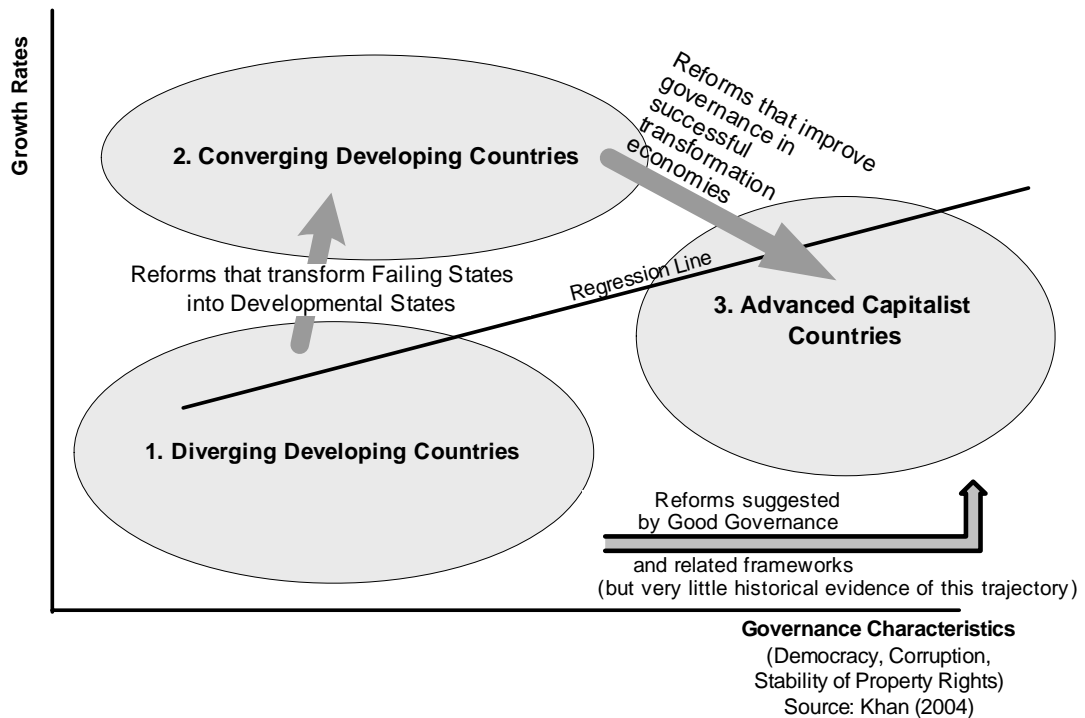 Growth Rates
Reforms that improve
governance in
successful
transformation
economies
2. Converging Developing Countries
Reforms that transform Failing States
into Developmental States
Regression Line
3. Advanced Capitalist
Countries
1. Diverging Developing Countries
Reforms suggested
by Good Governance
and related frameworks
(but very little historical evidence of this trajectory)
Governance Characteristics
(Democracy, Corruption,
Stability of Property Rights)
Source: Khan (2004)